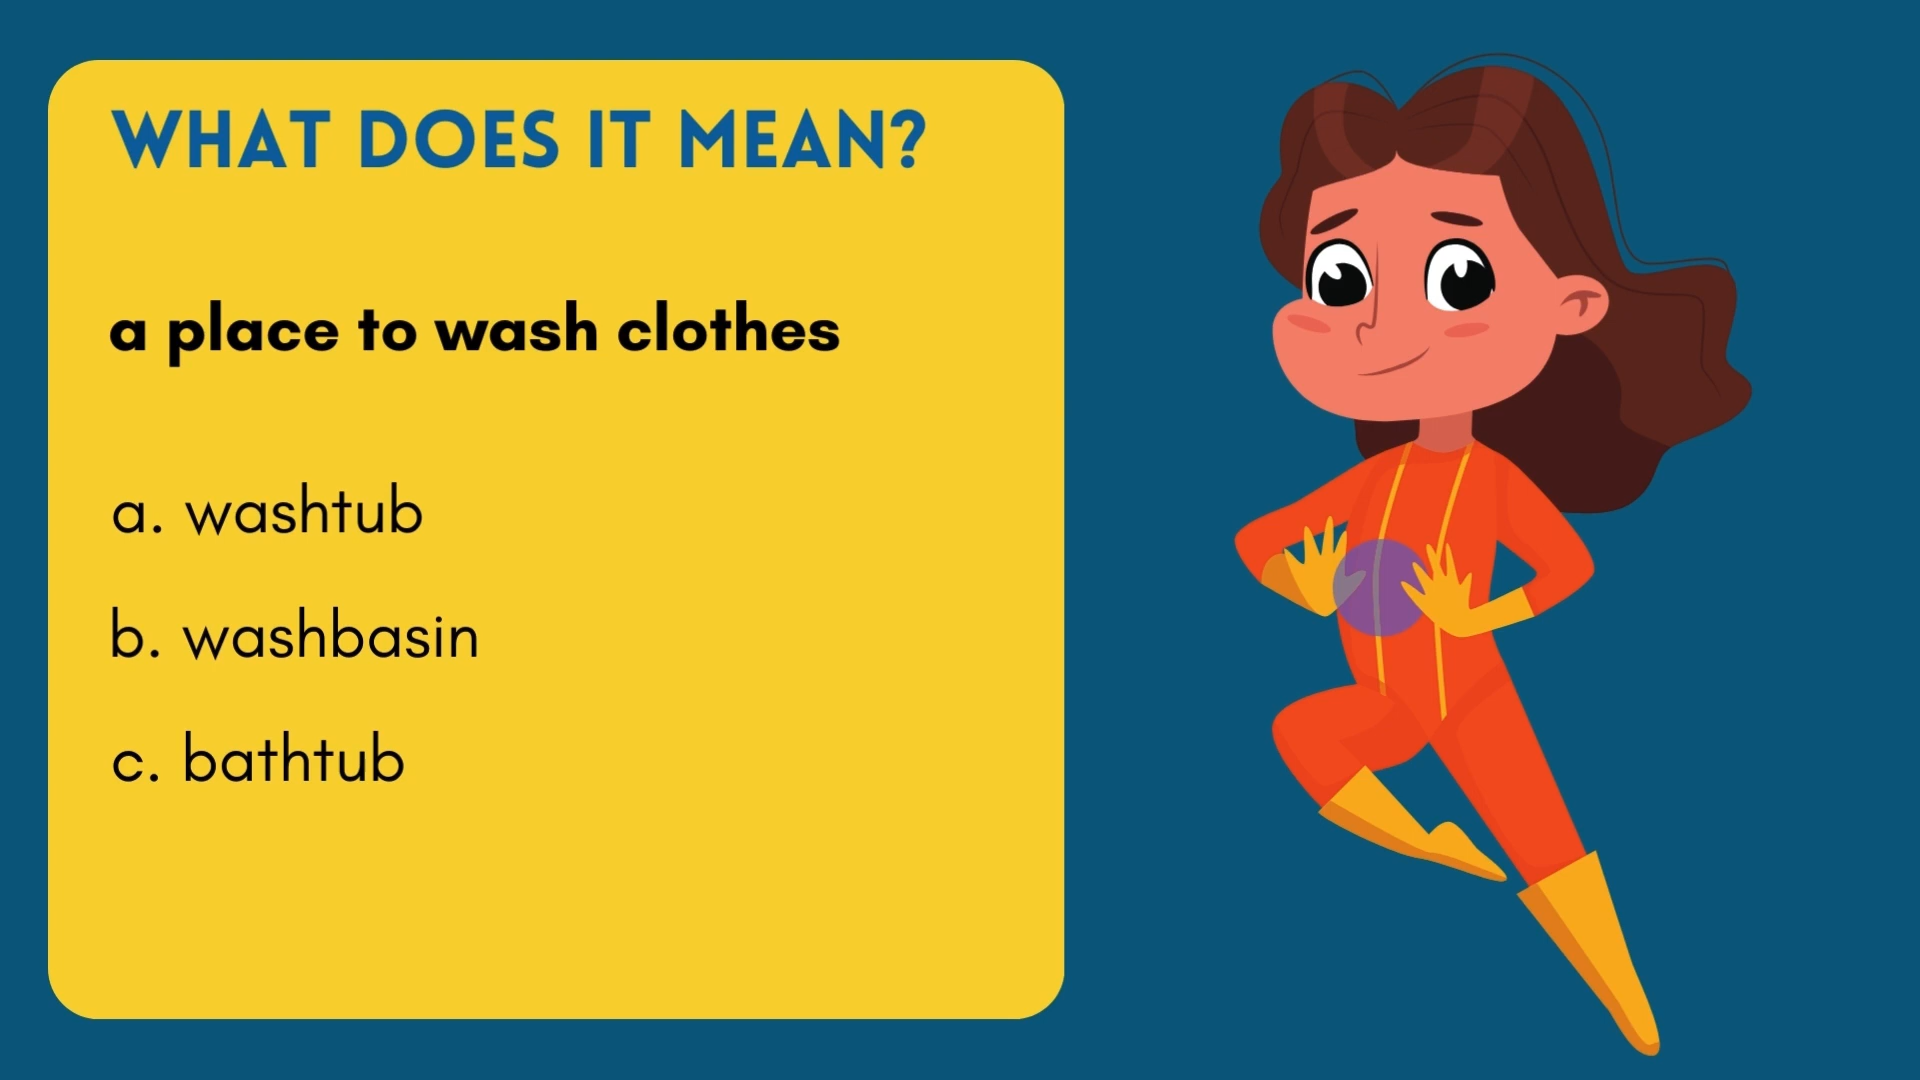 WHAT DOES IT MEAN?
a place to wash clothes
a. washtub
b. washbasin
c. bathtub